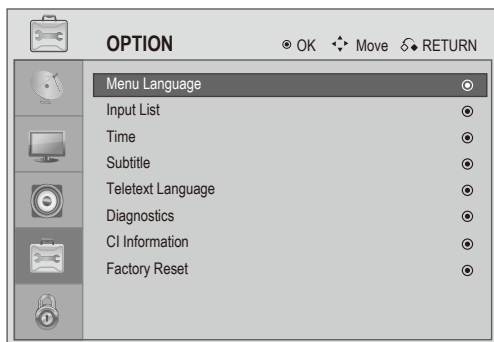 OPTION OK Move RETURN
Menu Language
Input List
Time
Subtitle
Teletext Language
Diagnostics
CI Information
Factory Reset